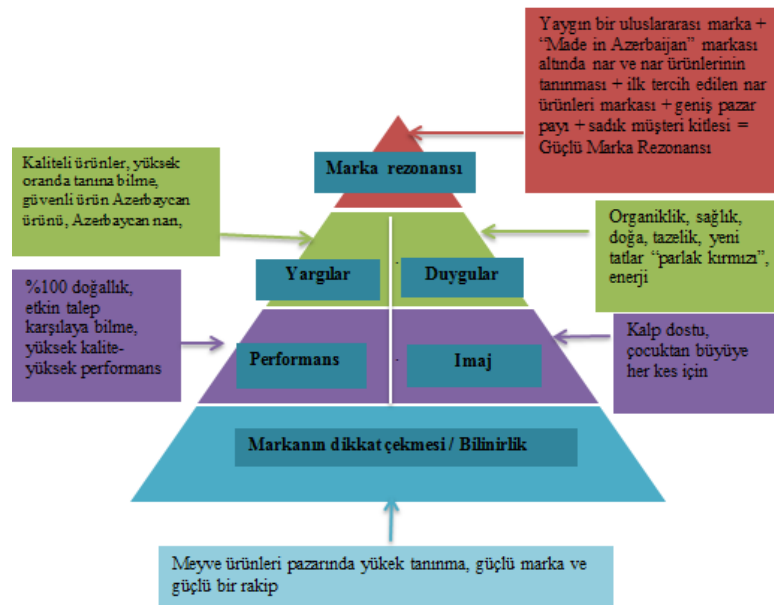 Yaygın bir uluslararası marka +
“Made in Azerbaijan” markası
altında nar ve nar ürünlerinin
tanınması + ilk tercih edilen nar
ürünleri markası + geniş pazar
payı + sadık müşteri kitlesi =
Güçlü Marka Rezonansı
Marka rezonansı
Kaliteli ürünler, yüksek
oranda tanına bilme,
güvenli ürün Azerbaycan
ürünü, Azerbaycan narı,
Organiklik, sağlık,
doğa, tazelik, yeni
tatlar “parlak kırmızı”,
enerji
Yargılar
Duygular
%100 doğallık,
etkin talep
karşılaya bilme,
yüksek kalite-
yüksek performans
Kalp dostu,
çocuktan büyüye
her kes için
Performans
Imaj
Markanın dikkat çekmesi / Bilinirlik
Meyve ürünleri pazarında yükek tanınma, güçlü marka ve
güçlü bir rakip